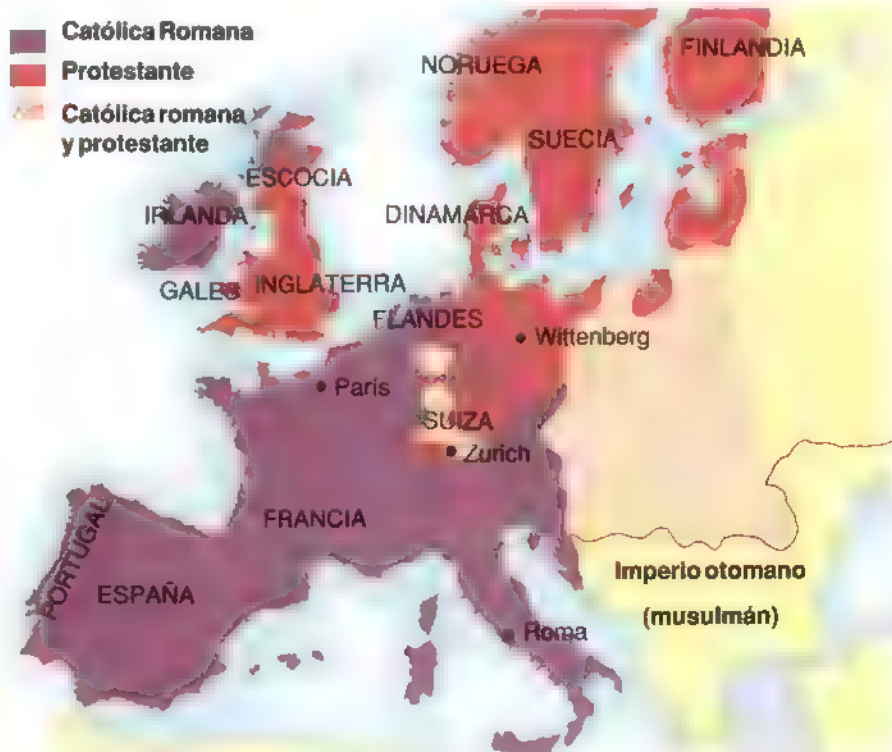 Católica Romana
Protestante
Católica romana
y protestante
NORUEGA
FINLANDIA
SUECIA
ESCOCIA
IRLANDA
DINAMARCA
GALES
INGLATERRA
FLANDES
Wittenberg
París
SUIZA
Zurich
FRANCIA
PORTUGAL
ESPAÑA
Imperio otomano
(musulmán)
Roma